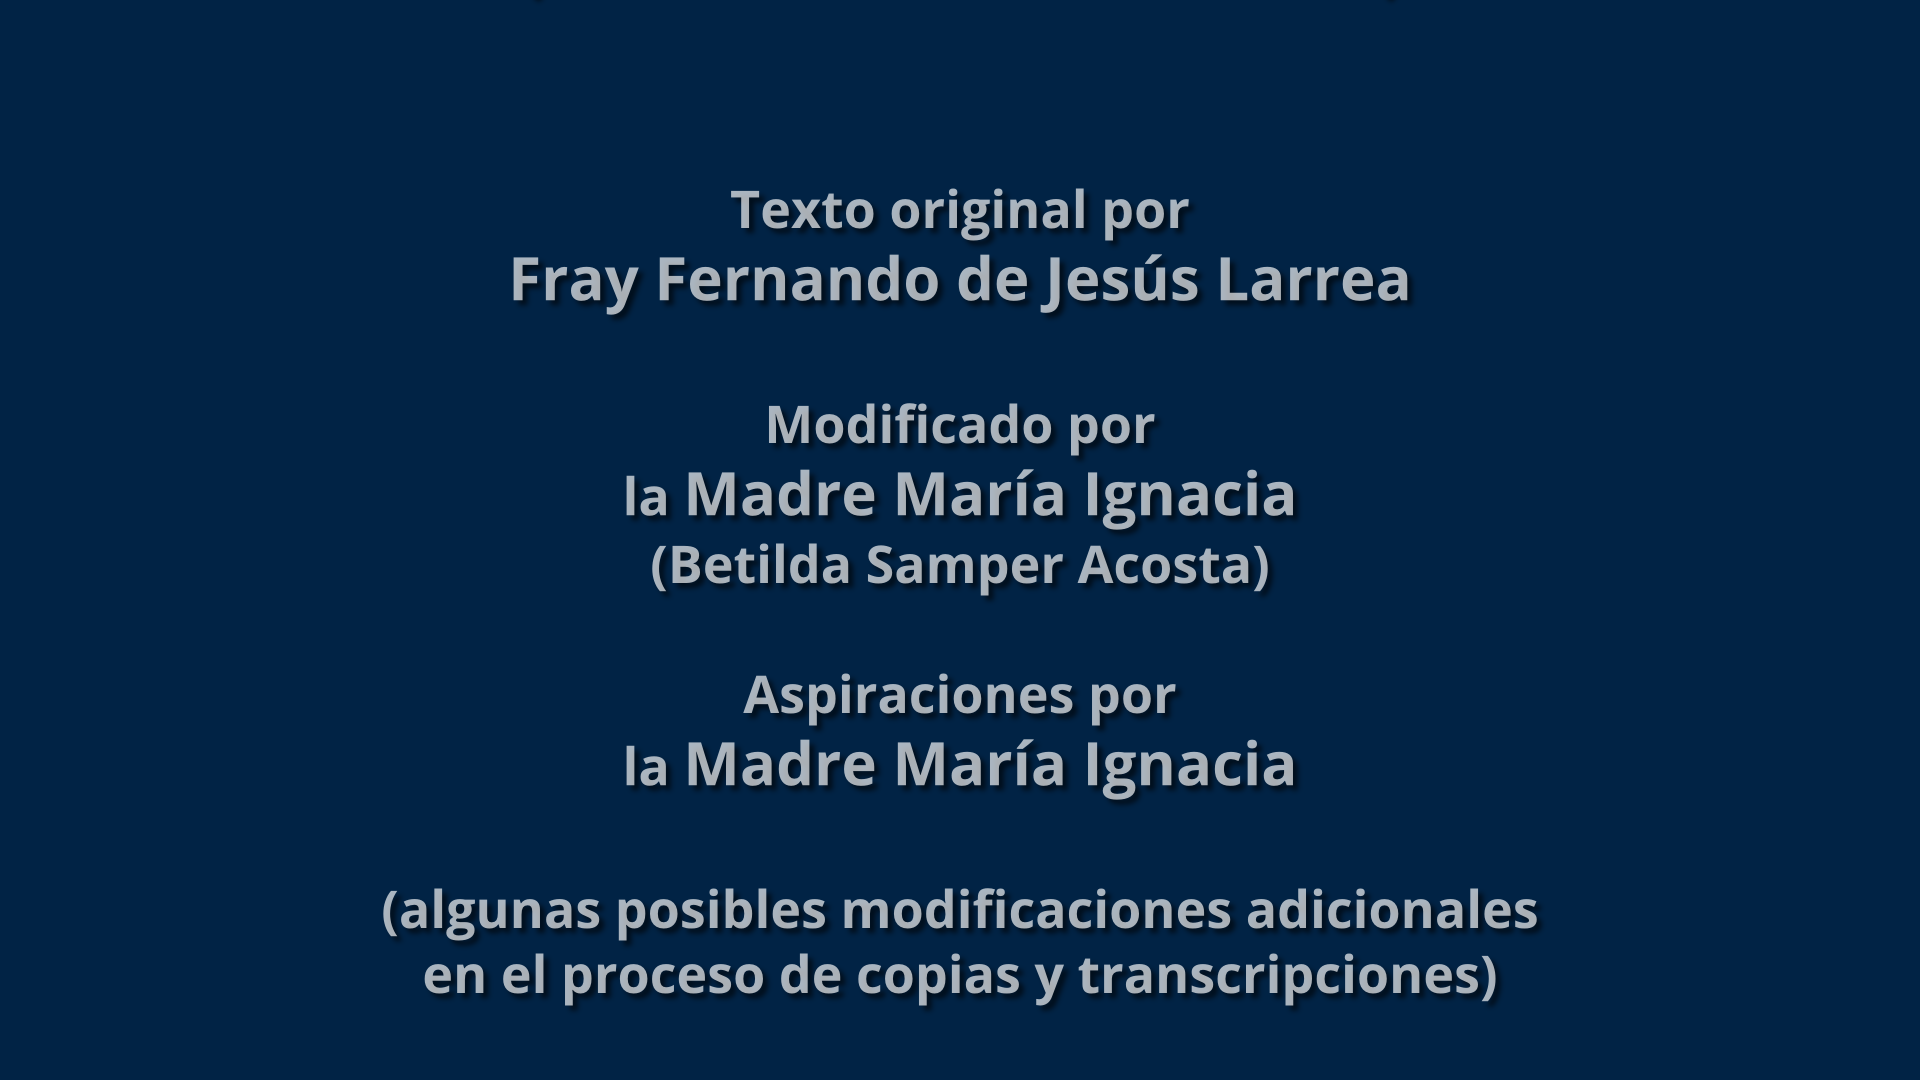 Texto original por
Fray Fernando de Jesús Larrea
Modificado por
la Madre María Ignacia
(Betilda Samper Acosta)
Aspiraciones por
la Madre María Ignacia
(algunas posibles modificaciones adicionales
en el proceso de copias y transcripciones)